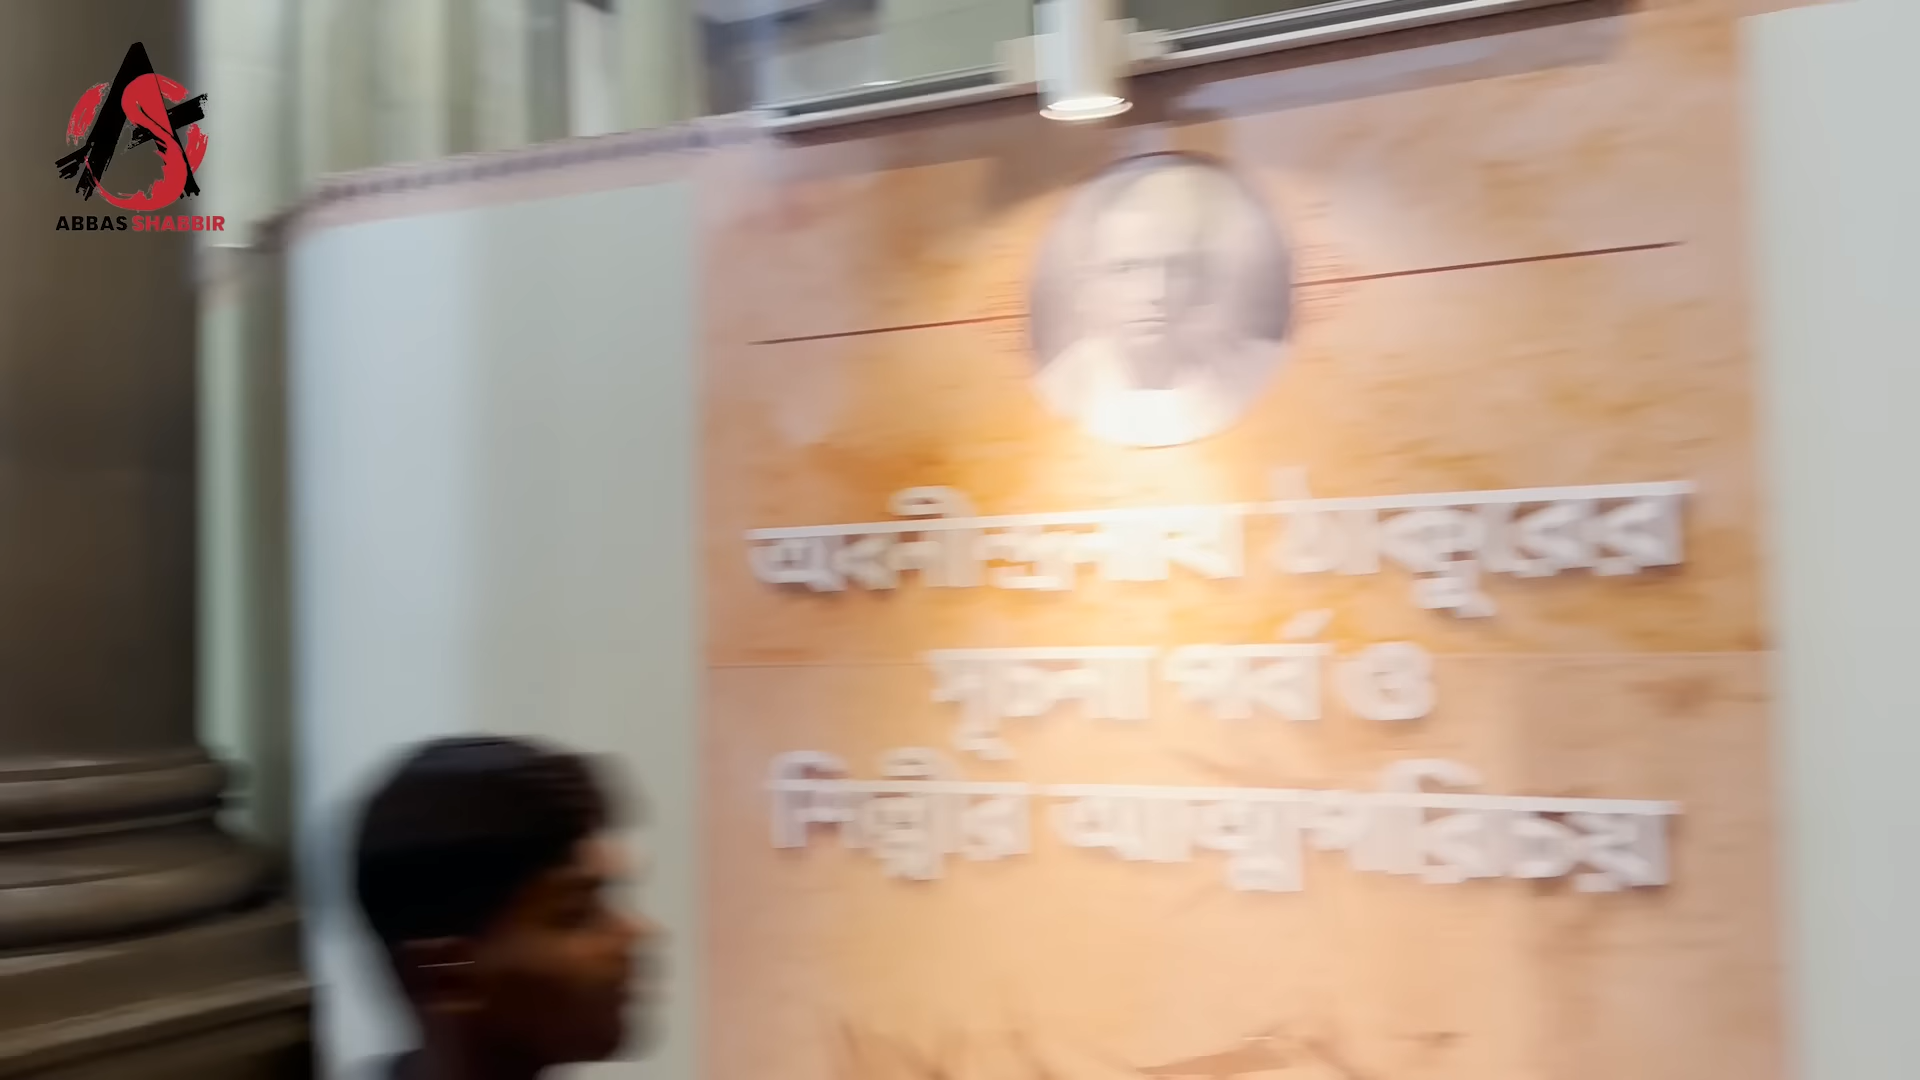 ABBAS SHABBIR
অবনীন্দ্রনাথ ঠাকুরের
সূচনা পর্ব ও
শিল্পীর আত্মপরিচয়